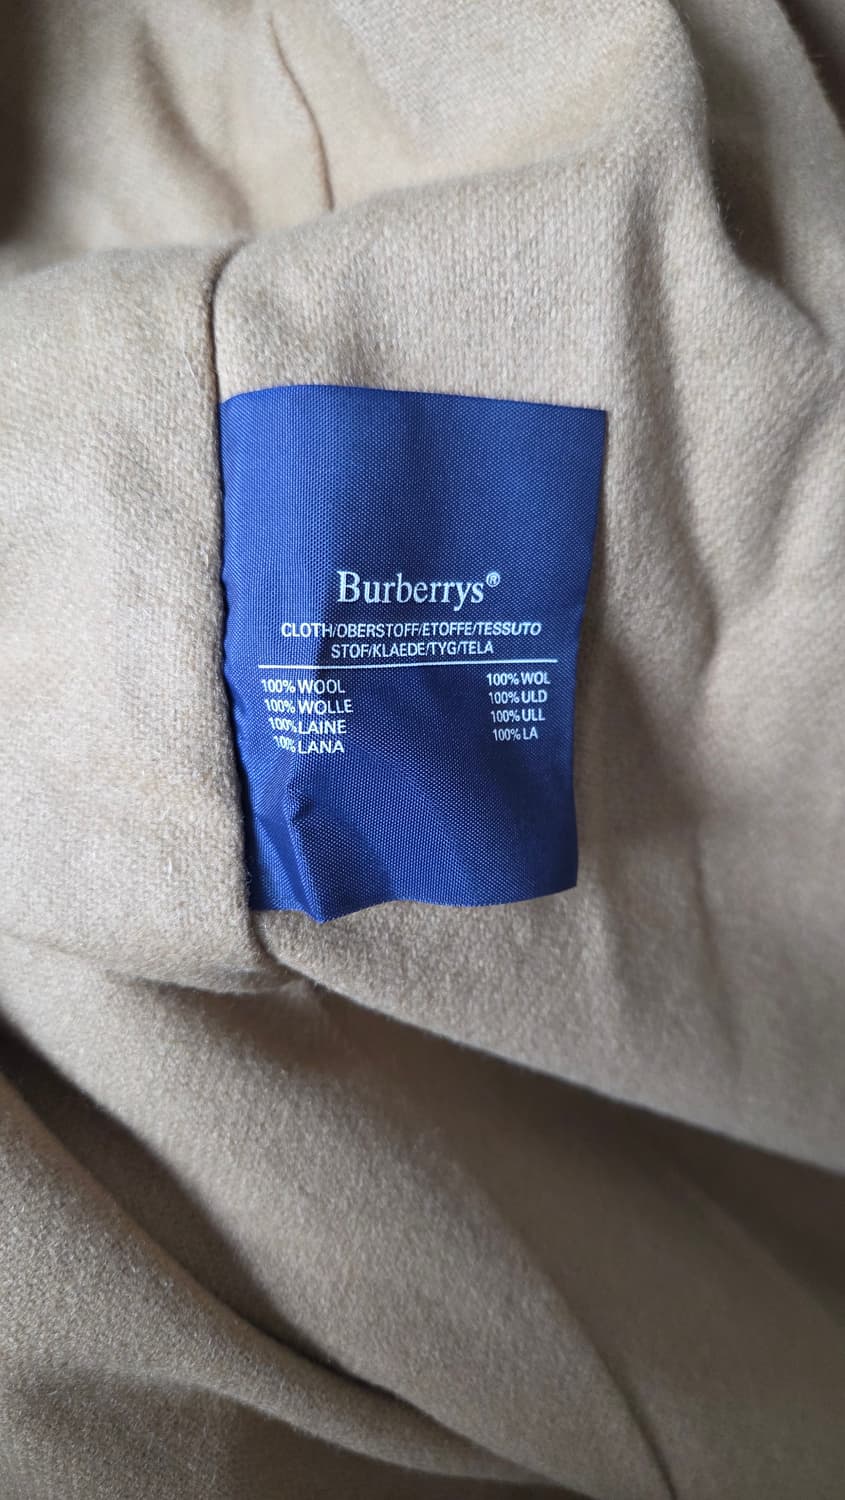 Burberrys®
CLOTH/OBERSTOFF/ETOFFE/TESSUTO
STOF/KLAEDE/TYG/TELA
100% WOOL
100% WOLLE
100% LAINE
100% LANA
100% WOL
100% ULD
100% ULL
100% LA